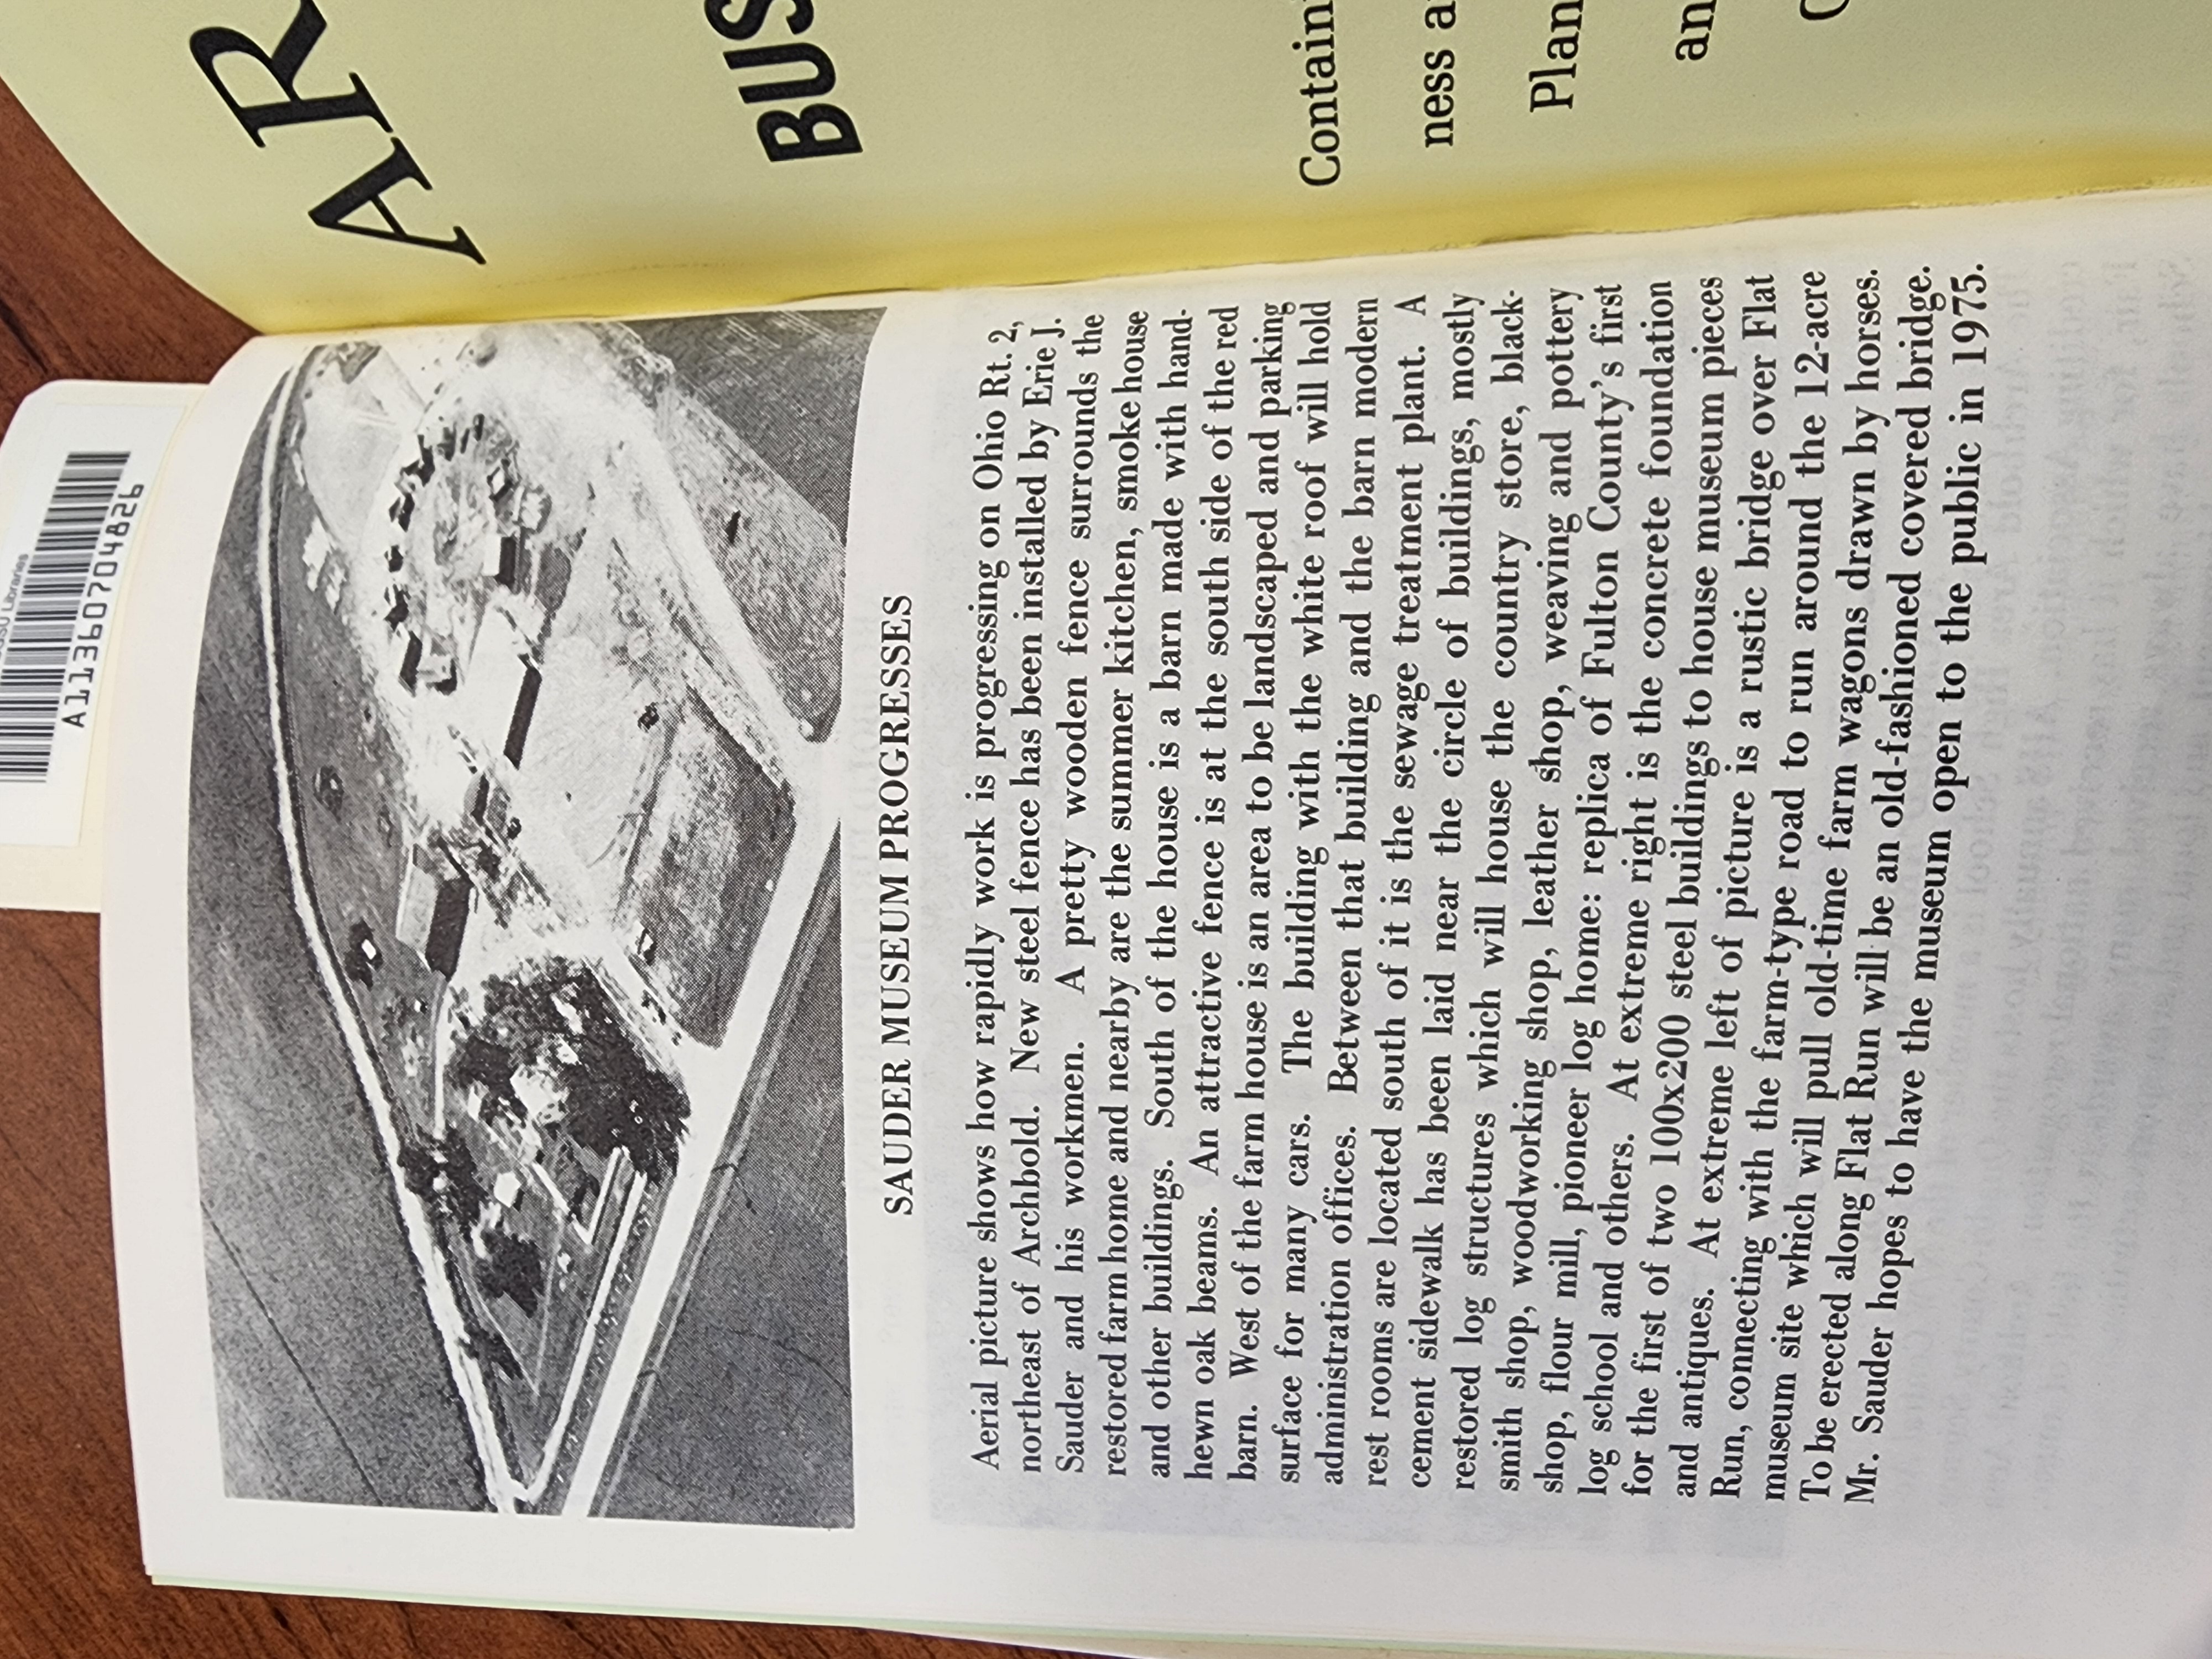 SAUDER MUSEUM PROGRESSES
Aerial picture shows how rapidly work is progressing on Ohio Rt. 2,
northeast of Archbold. New steel fence has been installed by Erie J.
Sauder and his workmen. A pretty wooden fence surrounds the
restored farm home and nearby are the summer kitchen, smoke house
and other buildings. South of the house is a barn made with hand-
hewn oak beams. An attractive fence is at the south side of the red
barn. West of the farm house is an area to be landscaped and parking
surface for many cars. The building with the white roof will hold
administration offices. Between that building and the barn modern
rest rooms are located south of it is the sewage treatment plant. A
cement sidewalk has been laid near the circle of buildings, mostly
restored log structures which will house the country store, black-
smith shop, woodworking shop, leather shop, weaving and pottery
shop, flour mill, pioneer log home: replica of Fulton County's first
log school and others. At extreme right is the concrete foundation
for the first of two 100x200 steel buildings to house museum pieces
and antiques. At extreme left of picture is a rustic bridge over Flat
Run, connecting with the farm-type road to run around the 12-acre
museum site which will pull old-time farm wagons drawn by horses.
To be erected along Flat Run will be an old-fashioned covered bridge.
Mr. Sauder hopes to have the museum open to the public in 1975.
Libraries
A11360704826
AR
BUS
Contain
ness a
Plan
an